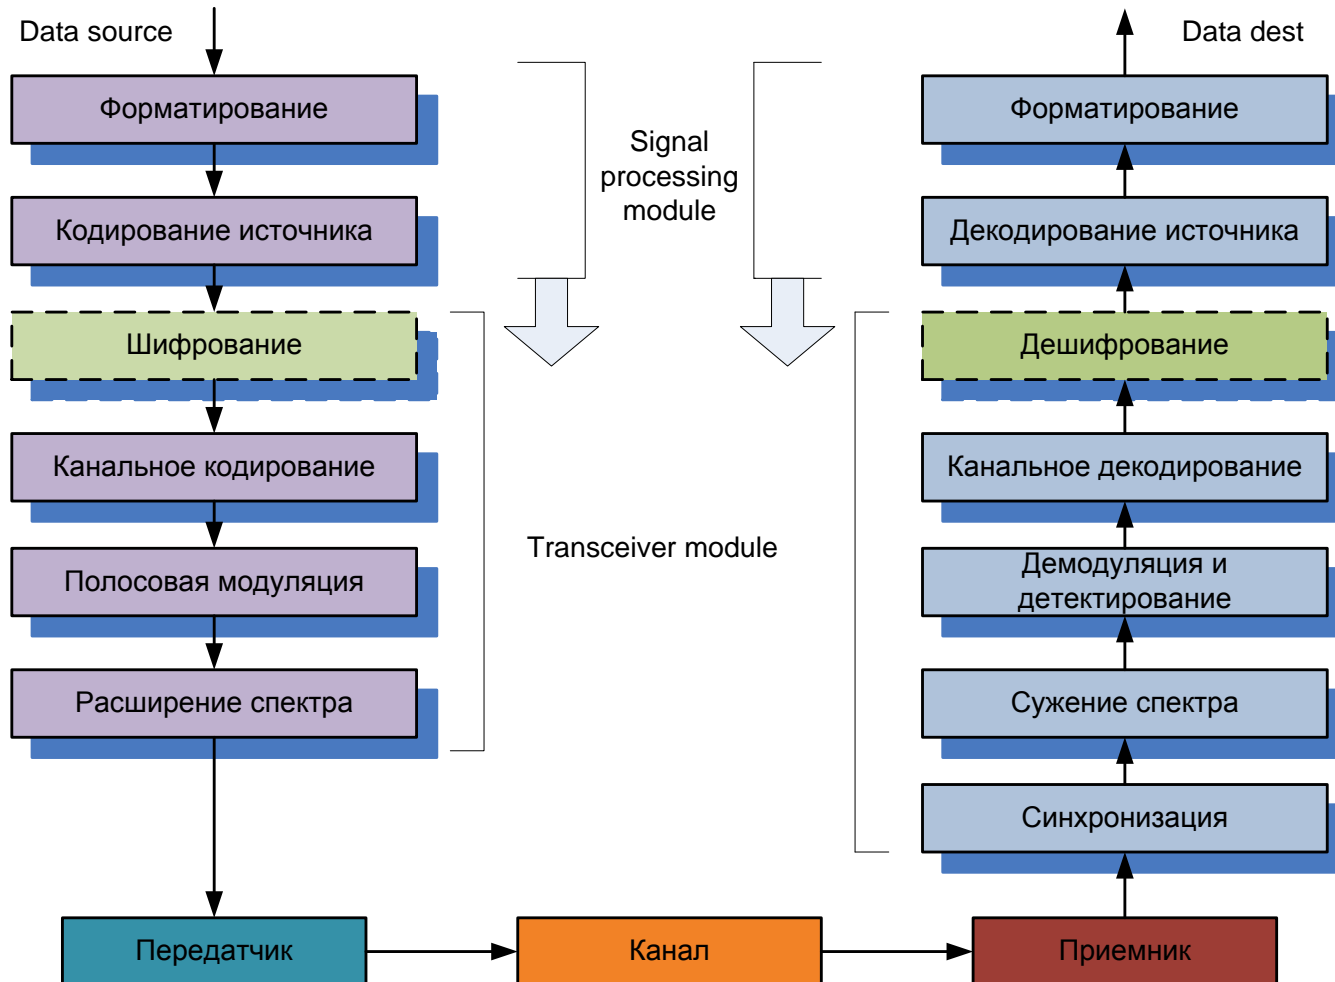 Data source
Форматирование
Кодирование источника
Шифрование
Канальное кодирование
Полосовая модуляция
Расширение спектра
Передатчик
Signal
processing
module
Transceiver module
Канал
Data dest
Форматирование
Декодирование источника
Дешифрование
Канальное декодирование
Демодуляция и
детектирование
Сужение спектра
Синхронизация
Приемник